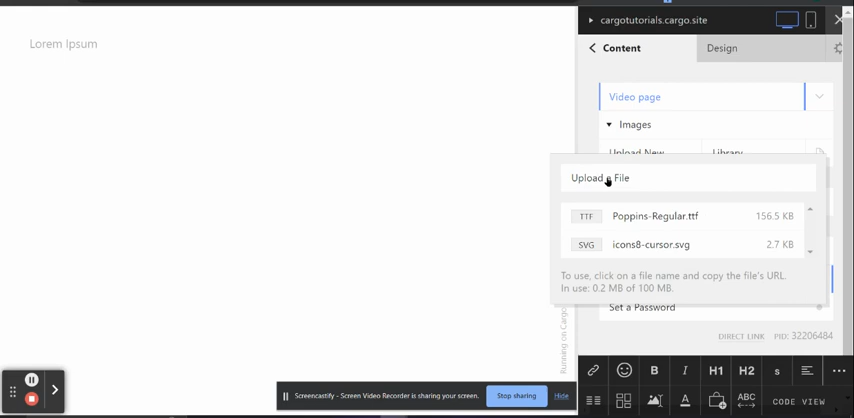 cargotutorials.cargo.site
Lorem Ipsum
Content
Design
Video page
Images
Upload New
Library
Upload a File
TTF Poppins-Regular.ttf 156.5 KB
SVG icons8-cursor.svg 2.7 KB
To use, click on a file name and copy the file's URL.
In use: 0.2 MB of 100 MB.
Set a Password
Running on Cargo
DIRECT LINK PID: 32206484
B I H1 H2 s
A ABC CODE VIEW
Screencastify - Screen Video Recorder is sharing your screen.
Stop sharing
Hide